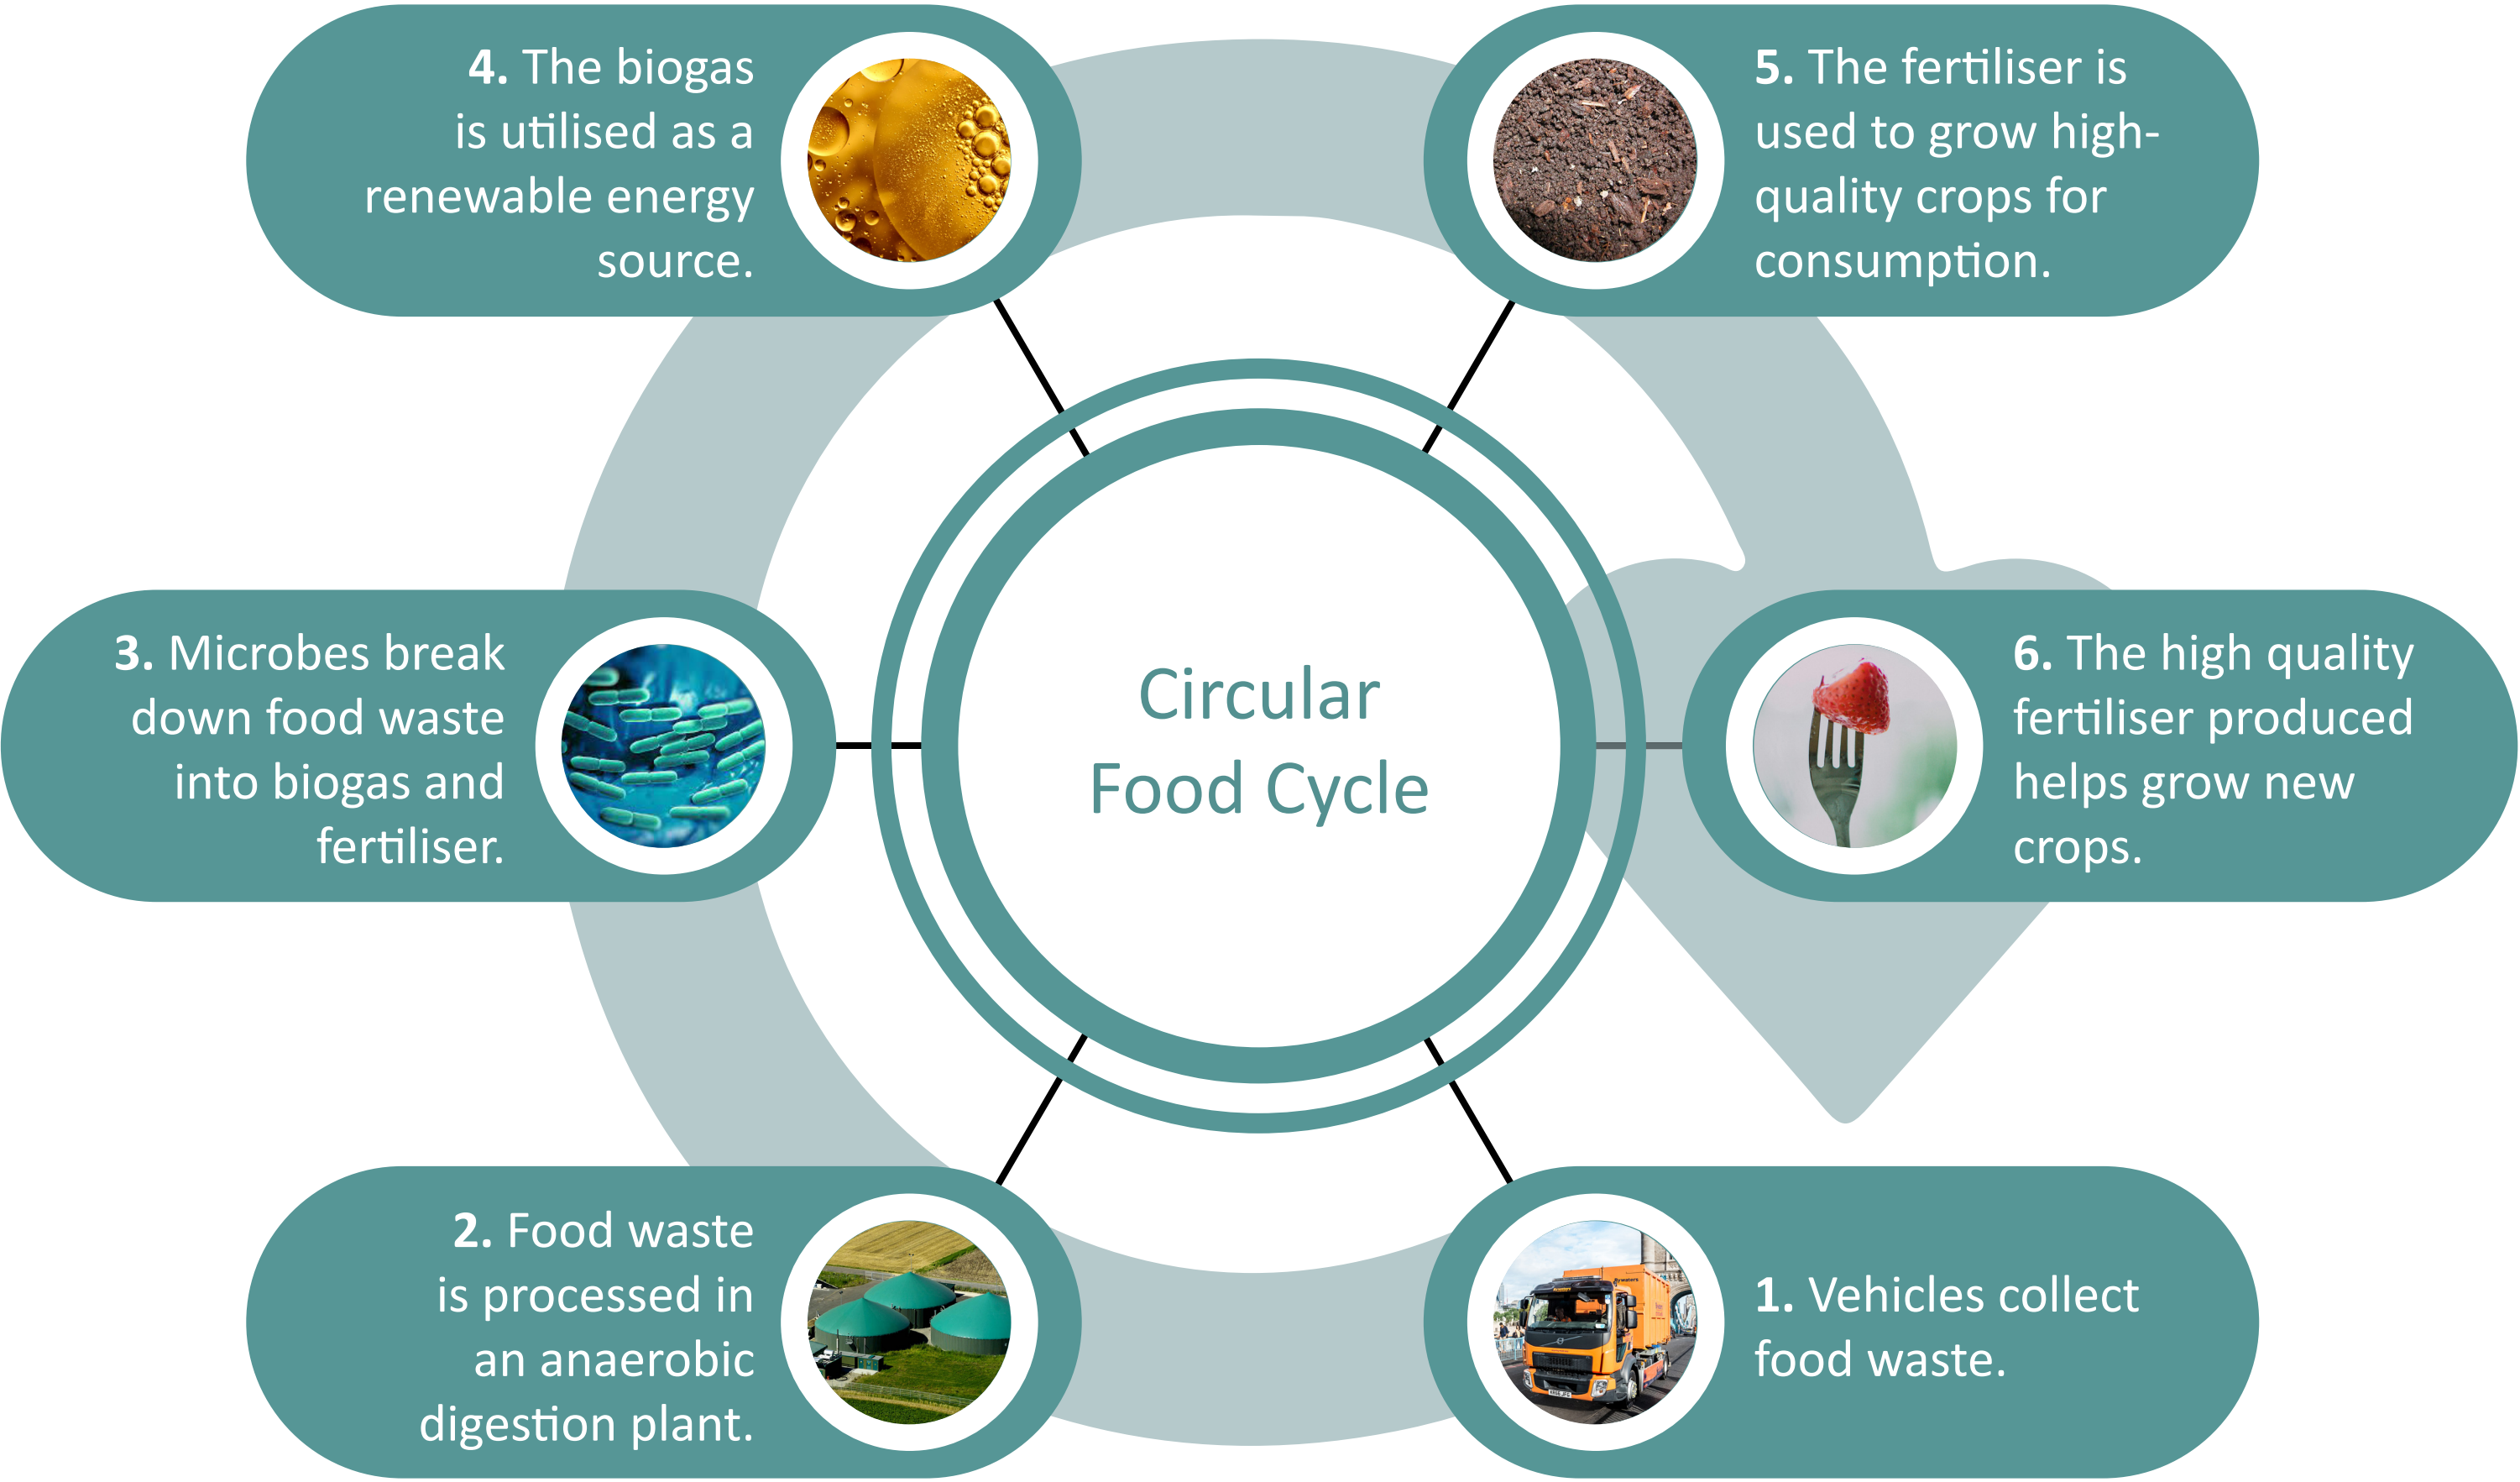 4. The biogas
is utilised as a
renewable energy
source.
5. The fertiliser is
used to grow high-
quality crops for
consumption.
3. Microbes break
down food waste
into biogas and
fertiliser.
Circular
Food Cycle
6. The high quality
fertiliser produced
helps grow new
crops.
2. Food waste
is processed in
an anaerobic
digestion plant.
1. Vehicles collect
food waste.